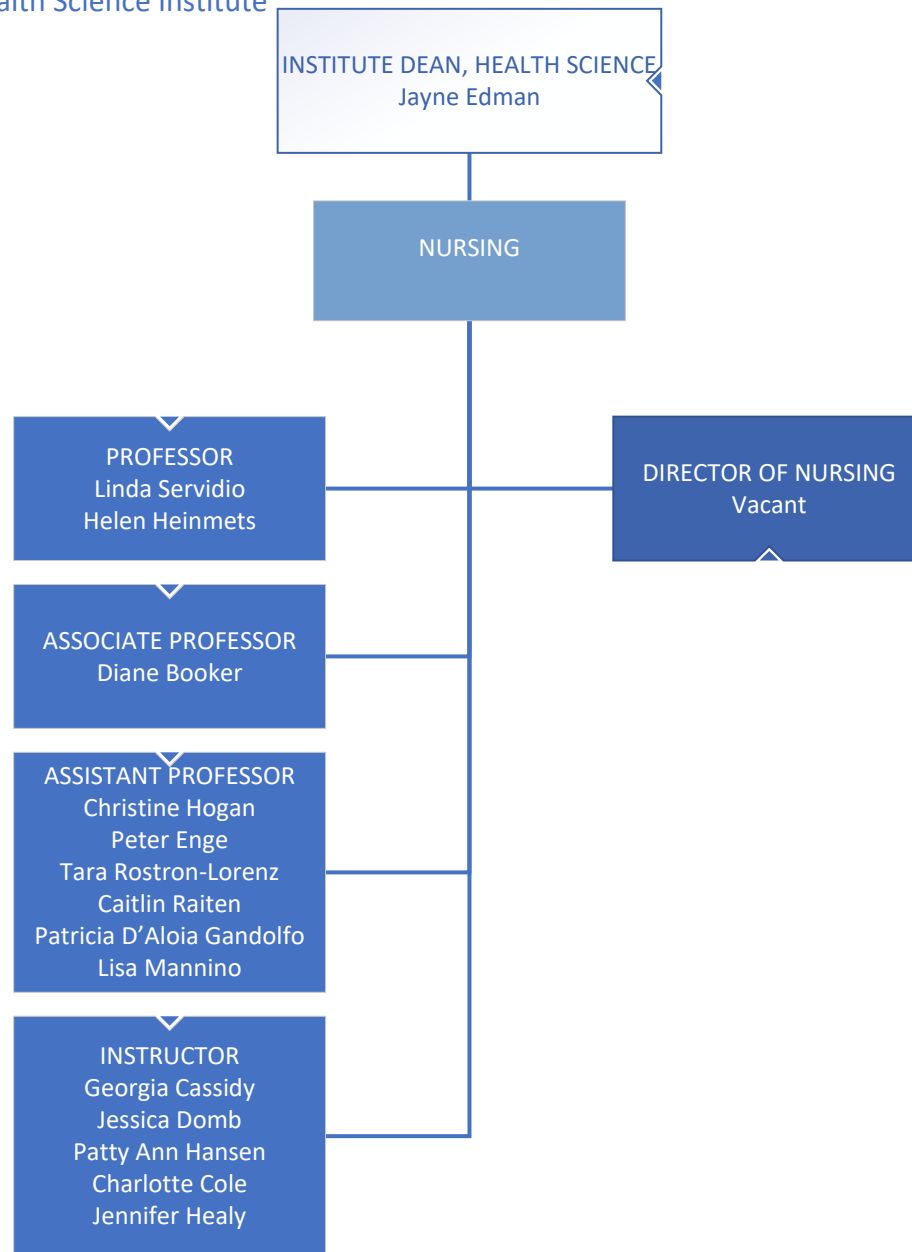 alth Science Institute
INSTITUTE DEAN, HEALTH SCIENCE
Jayne Edman
NURSING
PROFESSOR
Linda Servidio
Helen Heinmets
DIRECTOR OF NURSING
Vacant
ASSOCIATE PROFESSOR
Diane Booker
ASSISTANT PROFESSOR
Christine Hogan
Peter Enge
Tara Rostron-Lorenz
Caitlin Raiten
Patricia D’Aloia Gandolfo
Lisa Mannino
INSTRUCTOR
Georgia Cassidy
Jessica Domb
Patty Ann Hansen
Charlotte Cole
Jennifer Healy